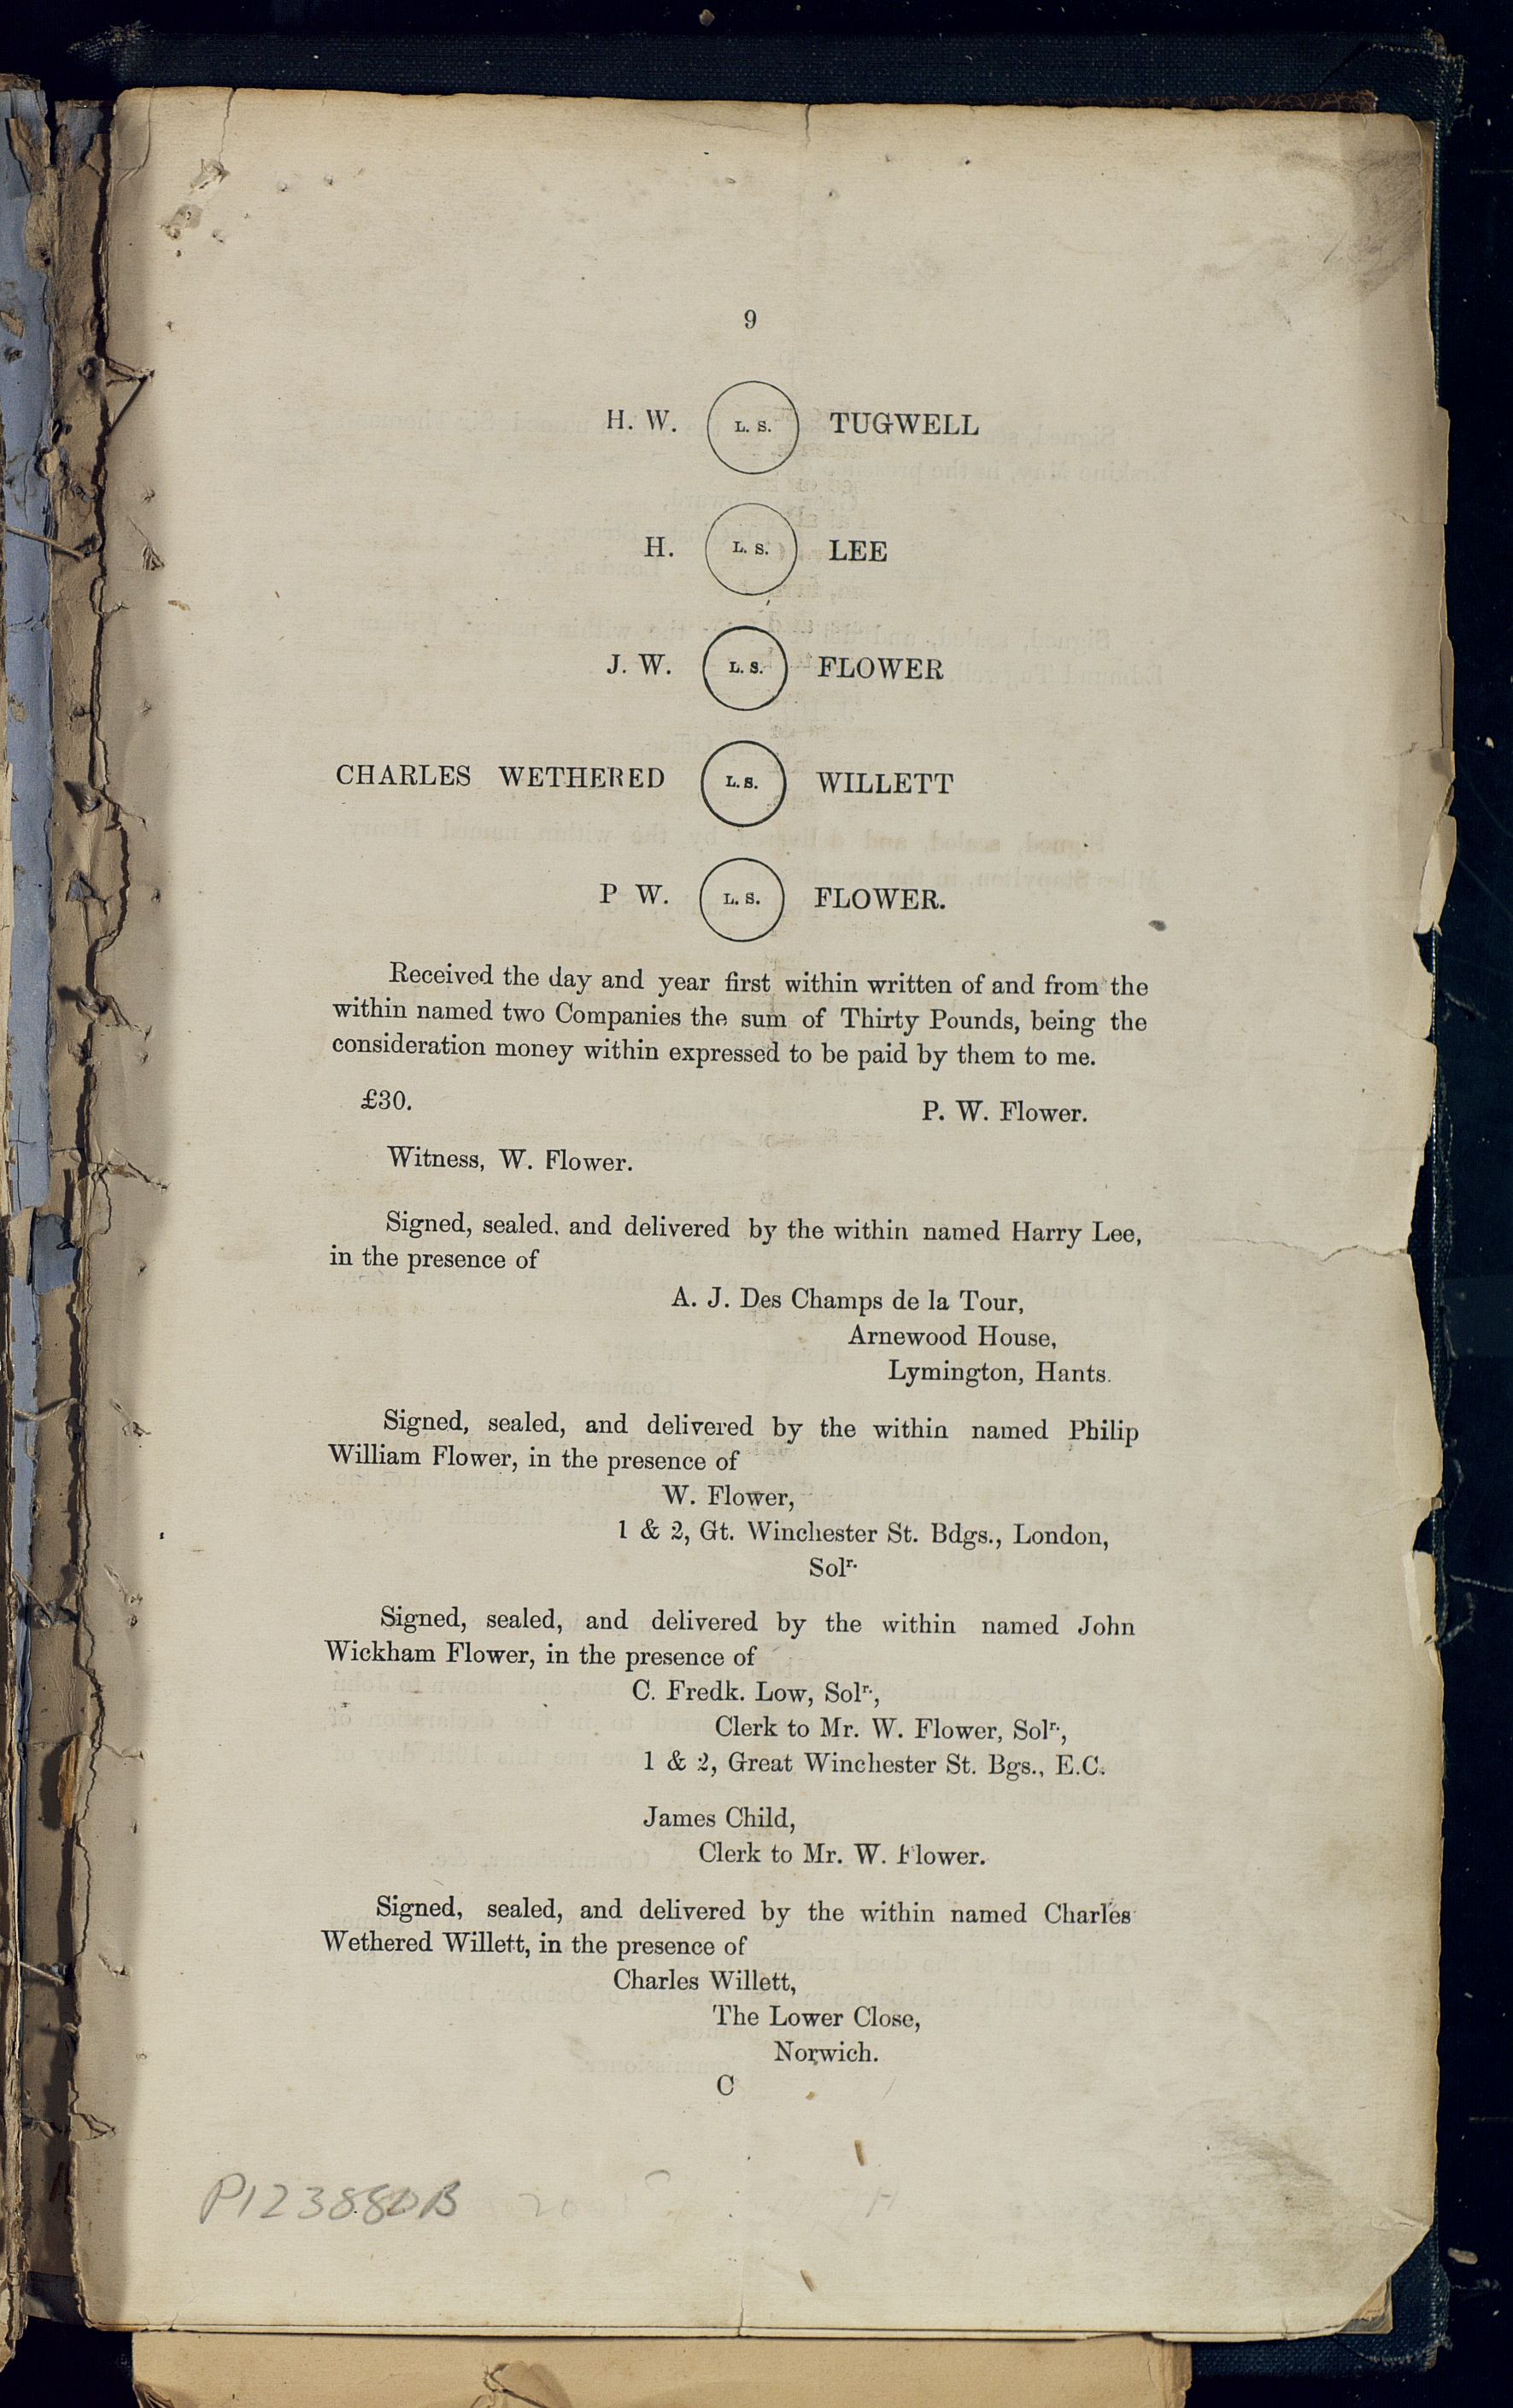 9
H. W. L. S. TUGWELL
H. L. S. LEE
J. W. L. S. FLOWER
CHARLES WETHERED L. S. WILLETT
P W. L. S. FLOWER.
Received the day and year first within written of and from the
within named two Companies the sum of Thirty Pounds, being the
consideration money within expressed to be paid by them to me.
£30. P. W. Flower.
Witness, W. Flower.
Signed, sealed, and delivered by the within named Harry Lee,
in the presence of
A. J. Des Champs de la Tour,
Arnewood House,
Lymington, Hants.
Signed, sealed, and delivered by the within named Philip
William Flower, in the presence of
W. Flower,
1 & 2, Gt. Winchester St. Bdgs., London,
Solr.
Signed, sealed, and delivered by the within named John
Wickham Flower, in the presence of
C. Fredk. Low, Solr.,
Clerk to Mr. W. Flower, Solr.,
1 & 2, Great Winchester St. Bgs., E.C.
James Child,
Clerk to Mr. W. Flower.
Signed, sealed, and delivered by the within named Charles
Wethered Willett, in the presence of
Charles Willett,
The Lower Close,
Norwich.
C
P123880B